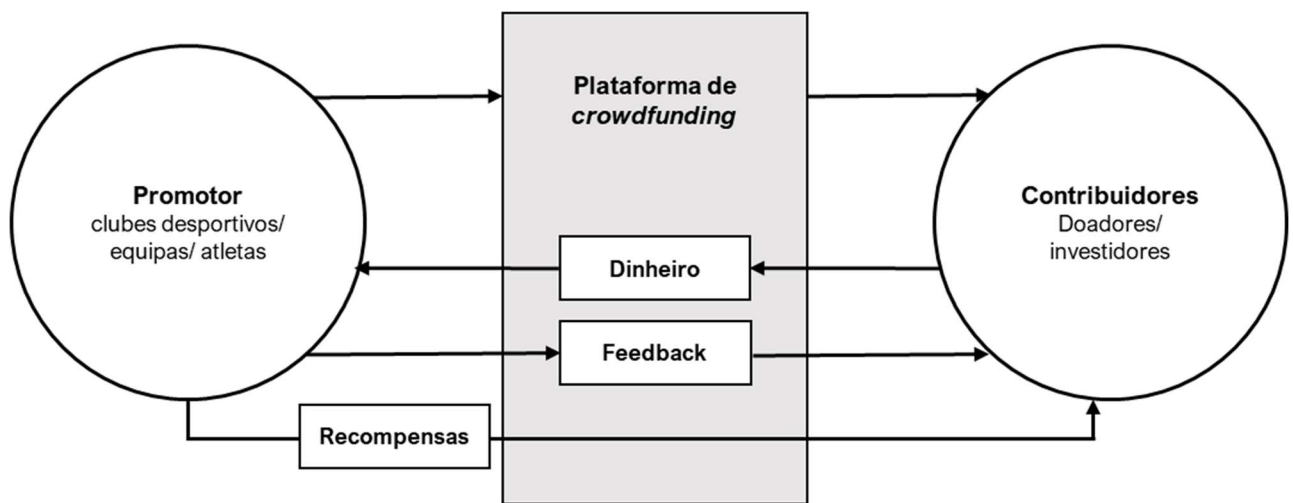 Plataforma de
crowdfunding
Promotor
clubes desportivos/
equipas/ atletas
Contribuidores
Doadores/
investidores
Dinheiro
Feedback
Recompensas